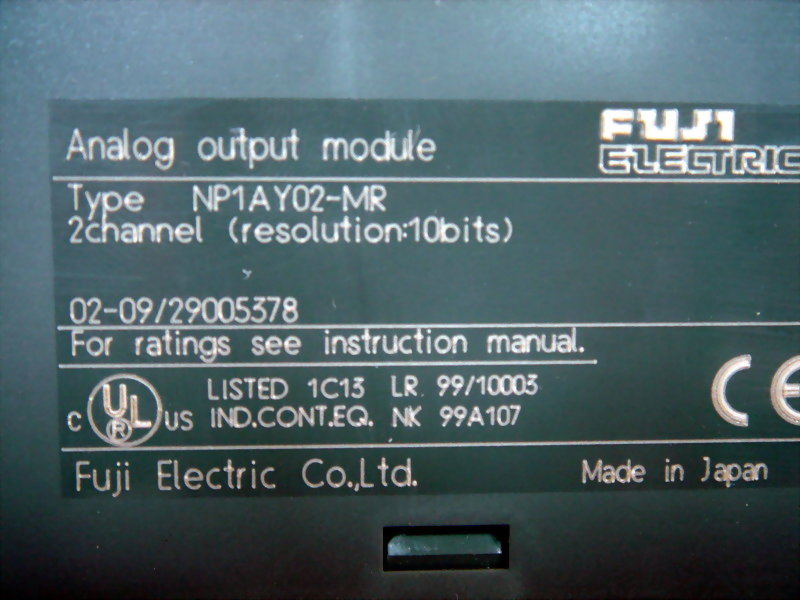 Analog output module
FUJI
ELECTRIC
Type NP1AY02-MR
2channel (resolution:10bits)
02-09/29005378
For ratings see instruction manual.
C UL ® US LISTED 1C13 LR 99/10003
IND.CONT.EQ. NK 99A107
CE
Fuji Electric Co.,Ltd. Made in Japan